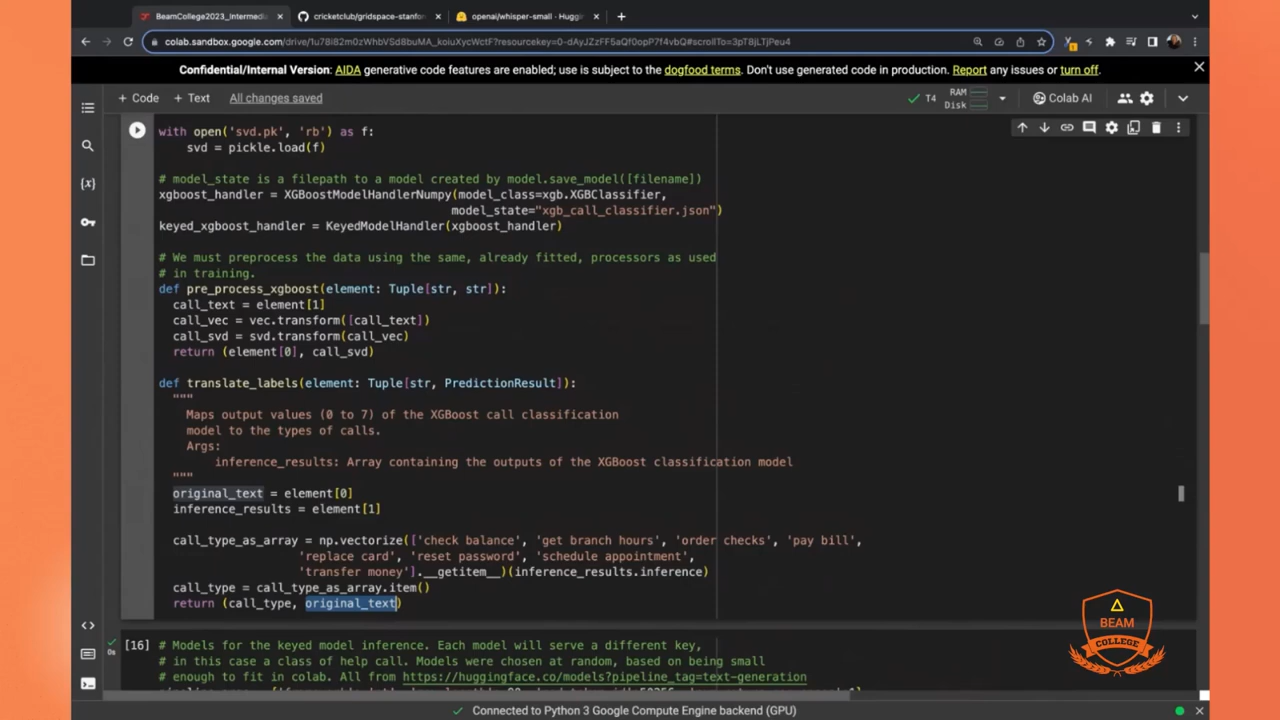 BeamCollege2023_Intermedia
cricketclub/gridspace-stanfor
openai/whisper-small · Huggin
colab.sandbox.google.com/drive/1u78I82m0zWhbVSd8buMA_koiuXycWctF?resourcekey=0-dAyJZzFF5aQf0opP7f4vbQ#scrollTo=3pT8jLTjPeu4
Confidential/Internal Version: AIDA generative code features are enabled; use is subject to the dogfood terms. Don't use generated code in production. Report any issues or turn off.
+ Code + Text All changes saved
T4 RAM Disk Colab AI
with open('svd.pk', 'rb') as f:
svd = pickle.load(f)
# model_state is a filepath to a model created by model.save_model([filename])
xgboost_handler = XGBoostModelHandlerNumpy(model_class=xgb.XGBClassifier,
model_state="xgb_call_classifier.json")
keyed_xgboost_handler = KeyedModelHandler(xgboost_handler)
# We must preprocess the data using the same, already fitted, processors as used
# in training.
def pre_process_xgboost(element: Tuple[str, str]):
call_text = element[1]
call_vec = vec.transform([call_text])
call_svd = svd.transform(call_vec)
return (element[0], call_svd)
def translate_labels(element: Tuple[str, PredictionResult]):
"""
Maps output values (0 to 7) of the XGBoost call classification
model to the types of calls.
Args:
inference_results: Array containing the outputs of the XGBoost classification model
"""
original_text = element[0]
inference_results = element[1]
call_type_as_array = np.vectorize(['check balance', 'get branch hours', 'order checks', 'pay bill',
'replace card', 'reset password', 'schedule appointment',
'transfer money'].__getitem__)(inference_results.inference)
call_type = call_type_as_array.item()
return (call_type, original_text)
[16] # Models for the keyed model inference. Each model will serve a different key,
0s # in this case a class of help call. Models were chosen at random, based on being small
# enough to fit in colab. All from https://huggingface.co/models?pipeline_tag=text-generation
Connected to Python 3 Google Compute Engine backend (GPU)
BEAM
COLLEGE